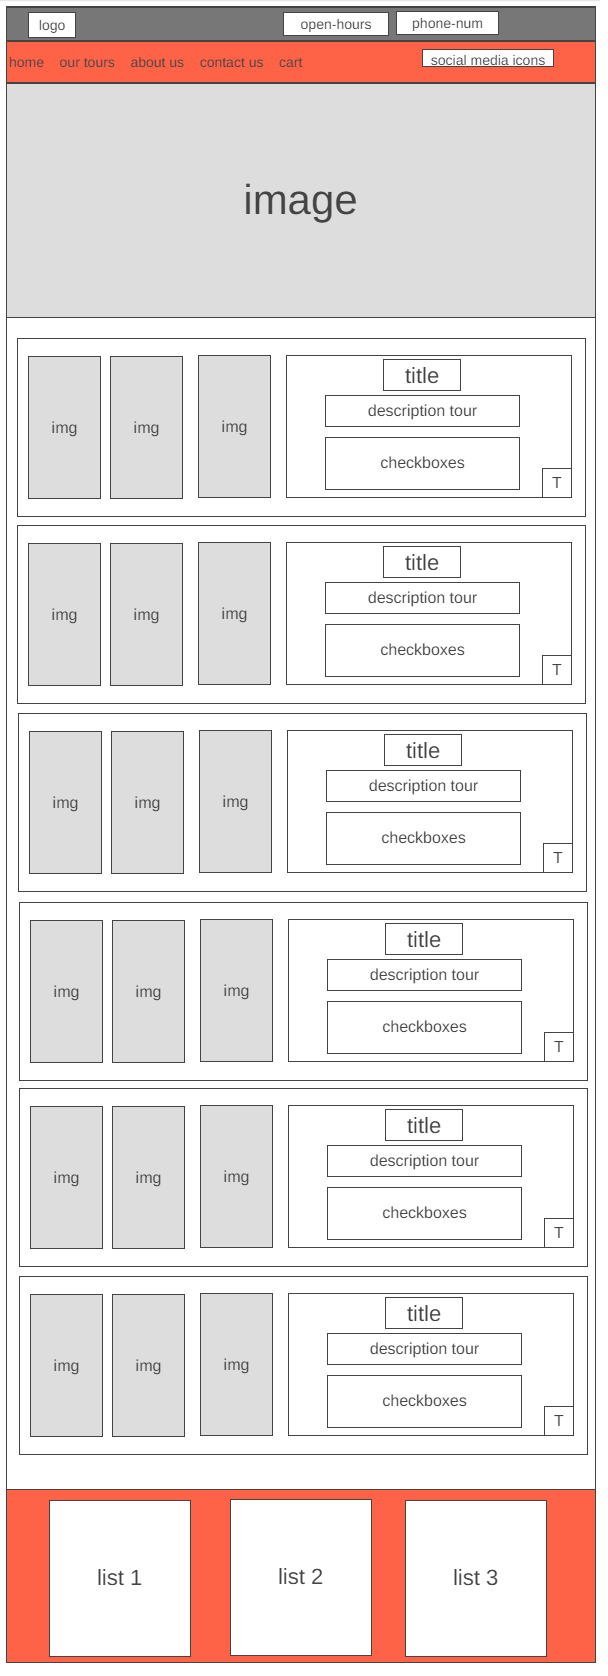 logo open-hours phone-num
home our tours about us contact us cart social media icons
image
img img img title
description tour
checkboxes
T
img img img title
description tour
checkboxes
T
img img img title
description tour
checkboxes
T
img img img title
description tour
checkboxes
T
img img img title
description tour
checkboxes
T
img img img title
description tour
checkboxes
T
list 1 list 2 list 3